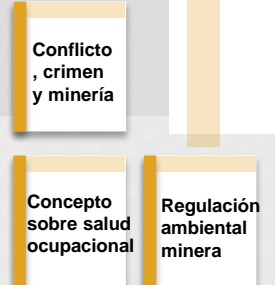 Conflicto
, crimen
y minería
Concepto
sobre salud
ocupacional
Regulación
ambiental
minera